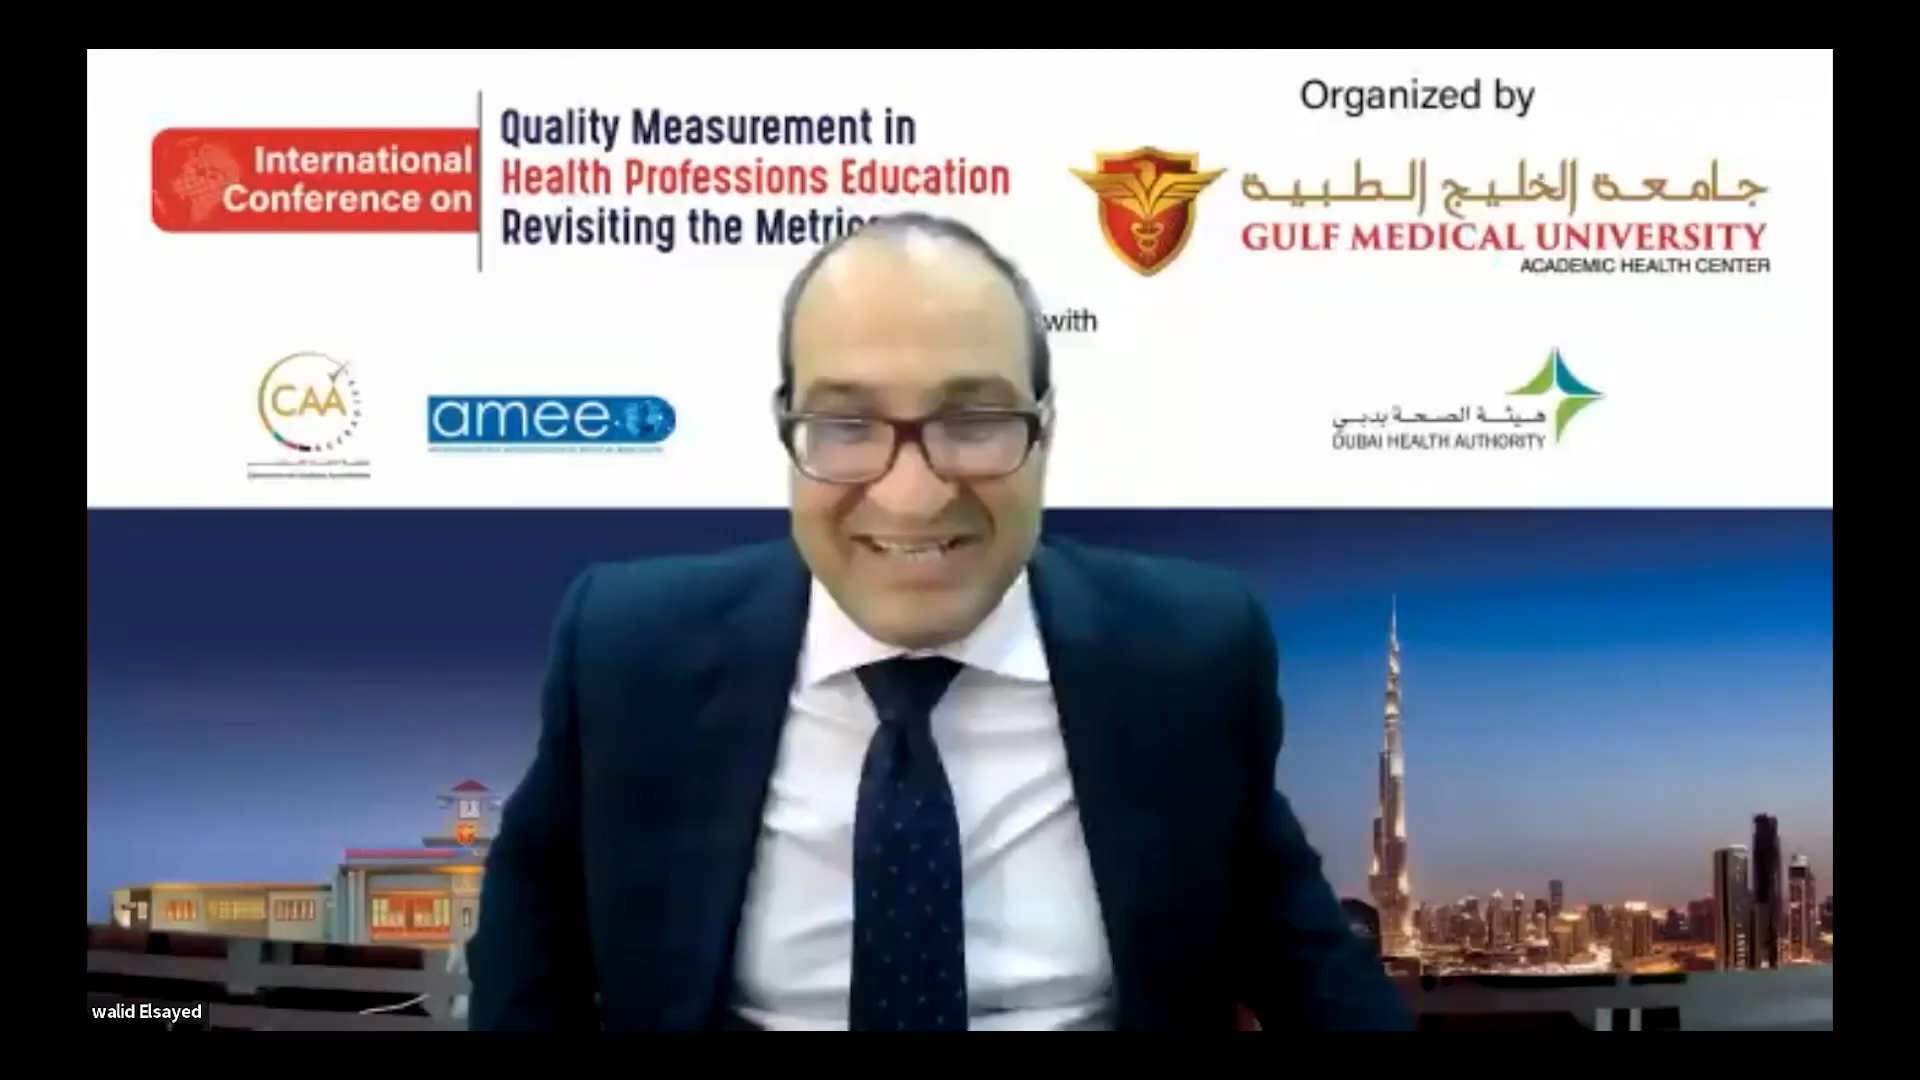 International
Conference on
Quality Measurement in
Health Professions Education
Revisiting the Metrics
Organized by
جامعة الخليج الطبية
GULF MEDICAL UNIVERSITY
ACADEMIC HEALTH CENTER
with
CAA
amee
هيئة الصحة بدبي
DUBAI HEALTH AUTHORITY
walid Elsayed